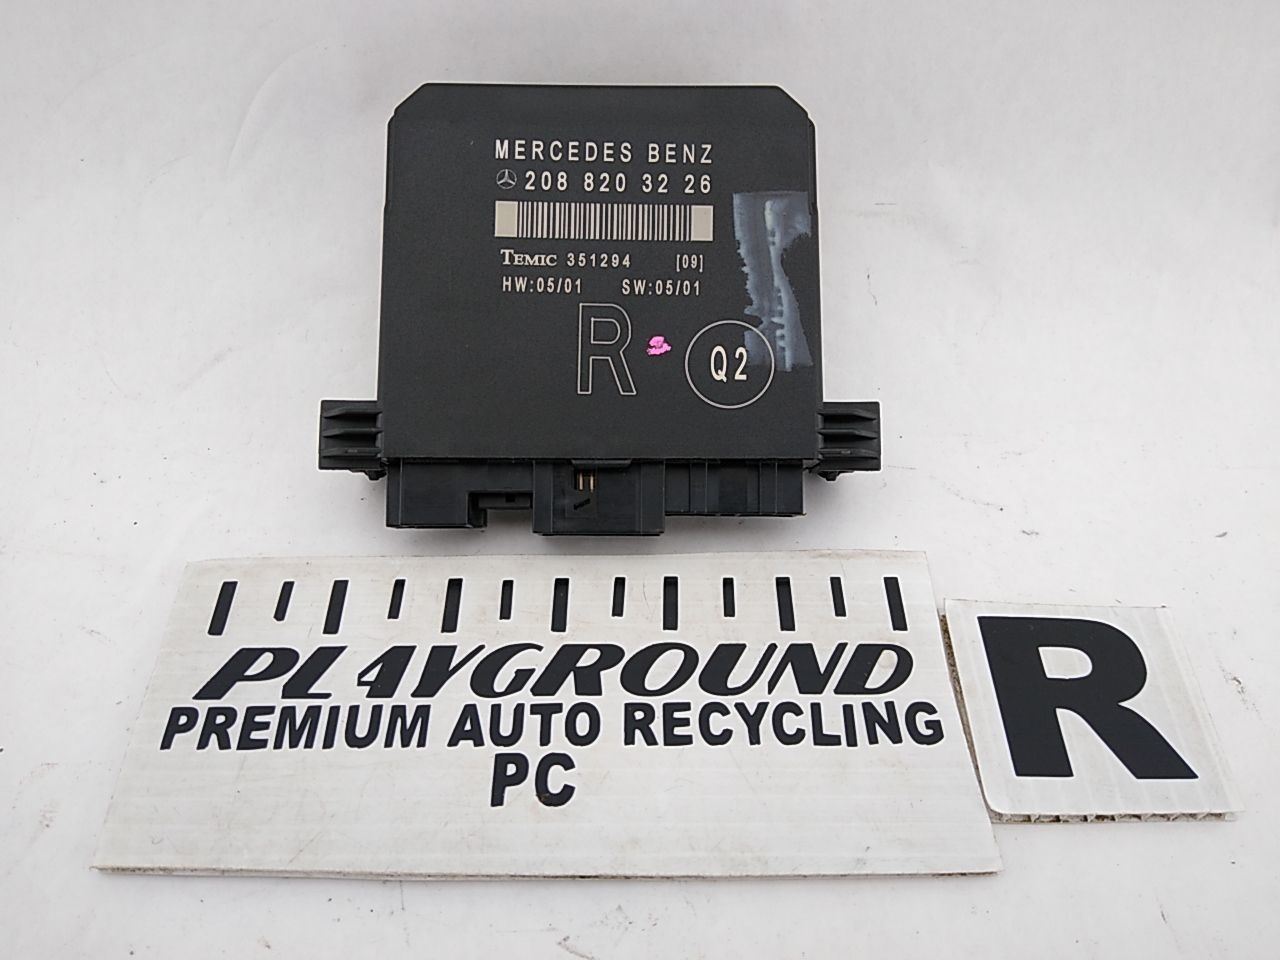 MERCEDES BENZ
208 820 32 26
TEMIC 351294 [09]
HW:05/01 SW:05/01
R
Q2
PL4YGROUND
PREMIUM AUTO RECYCLING
PC
R